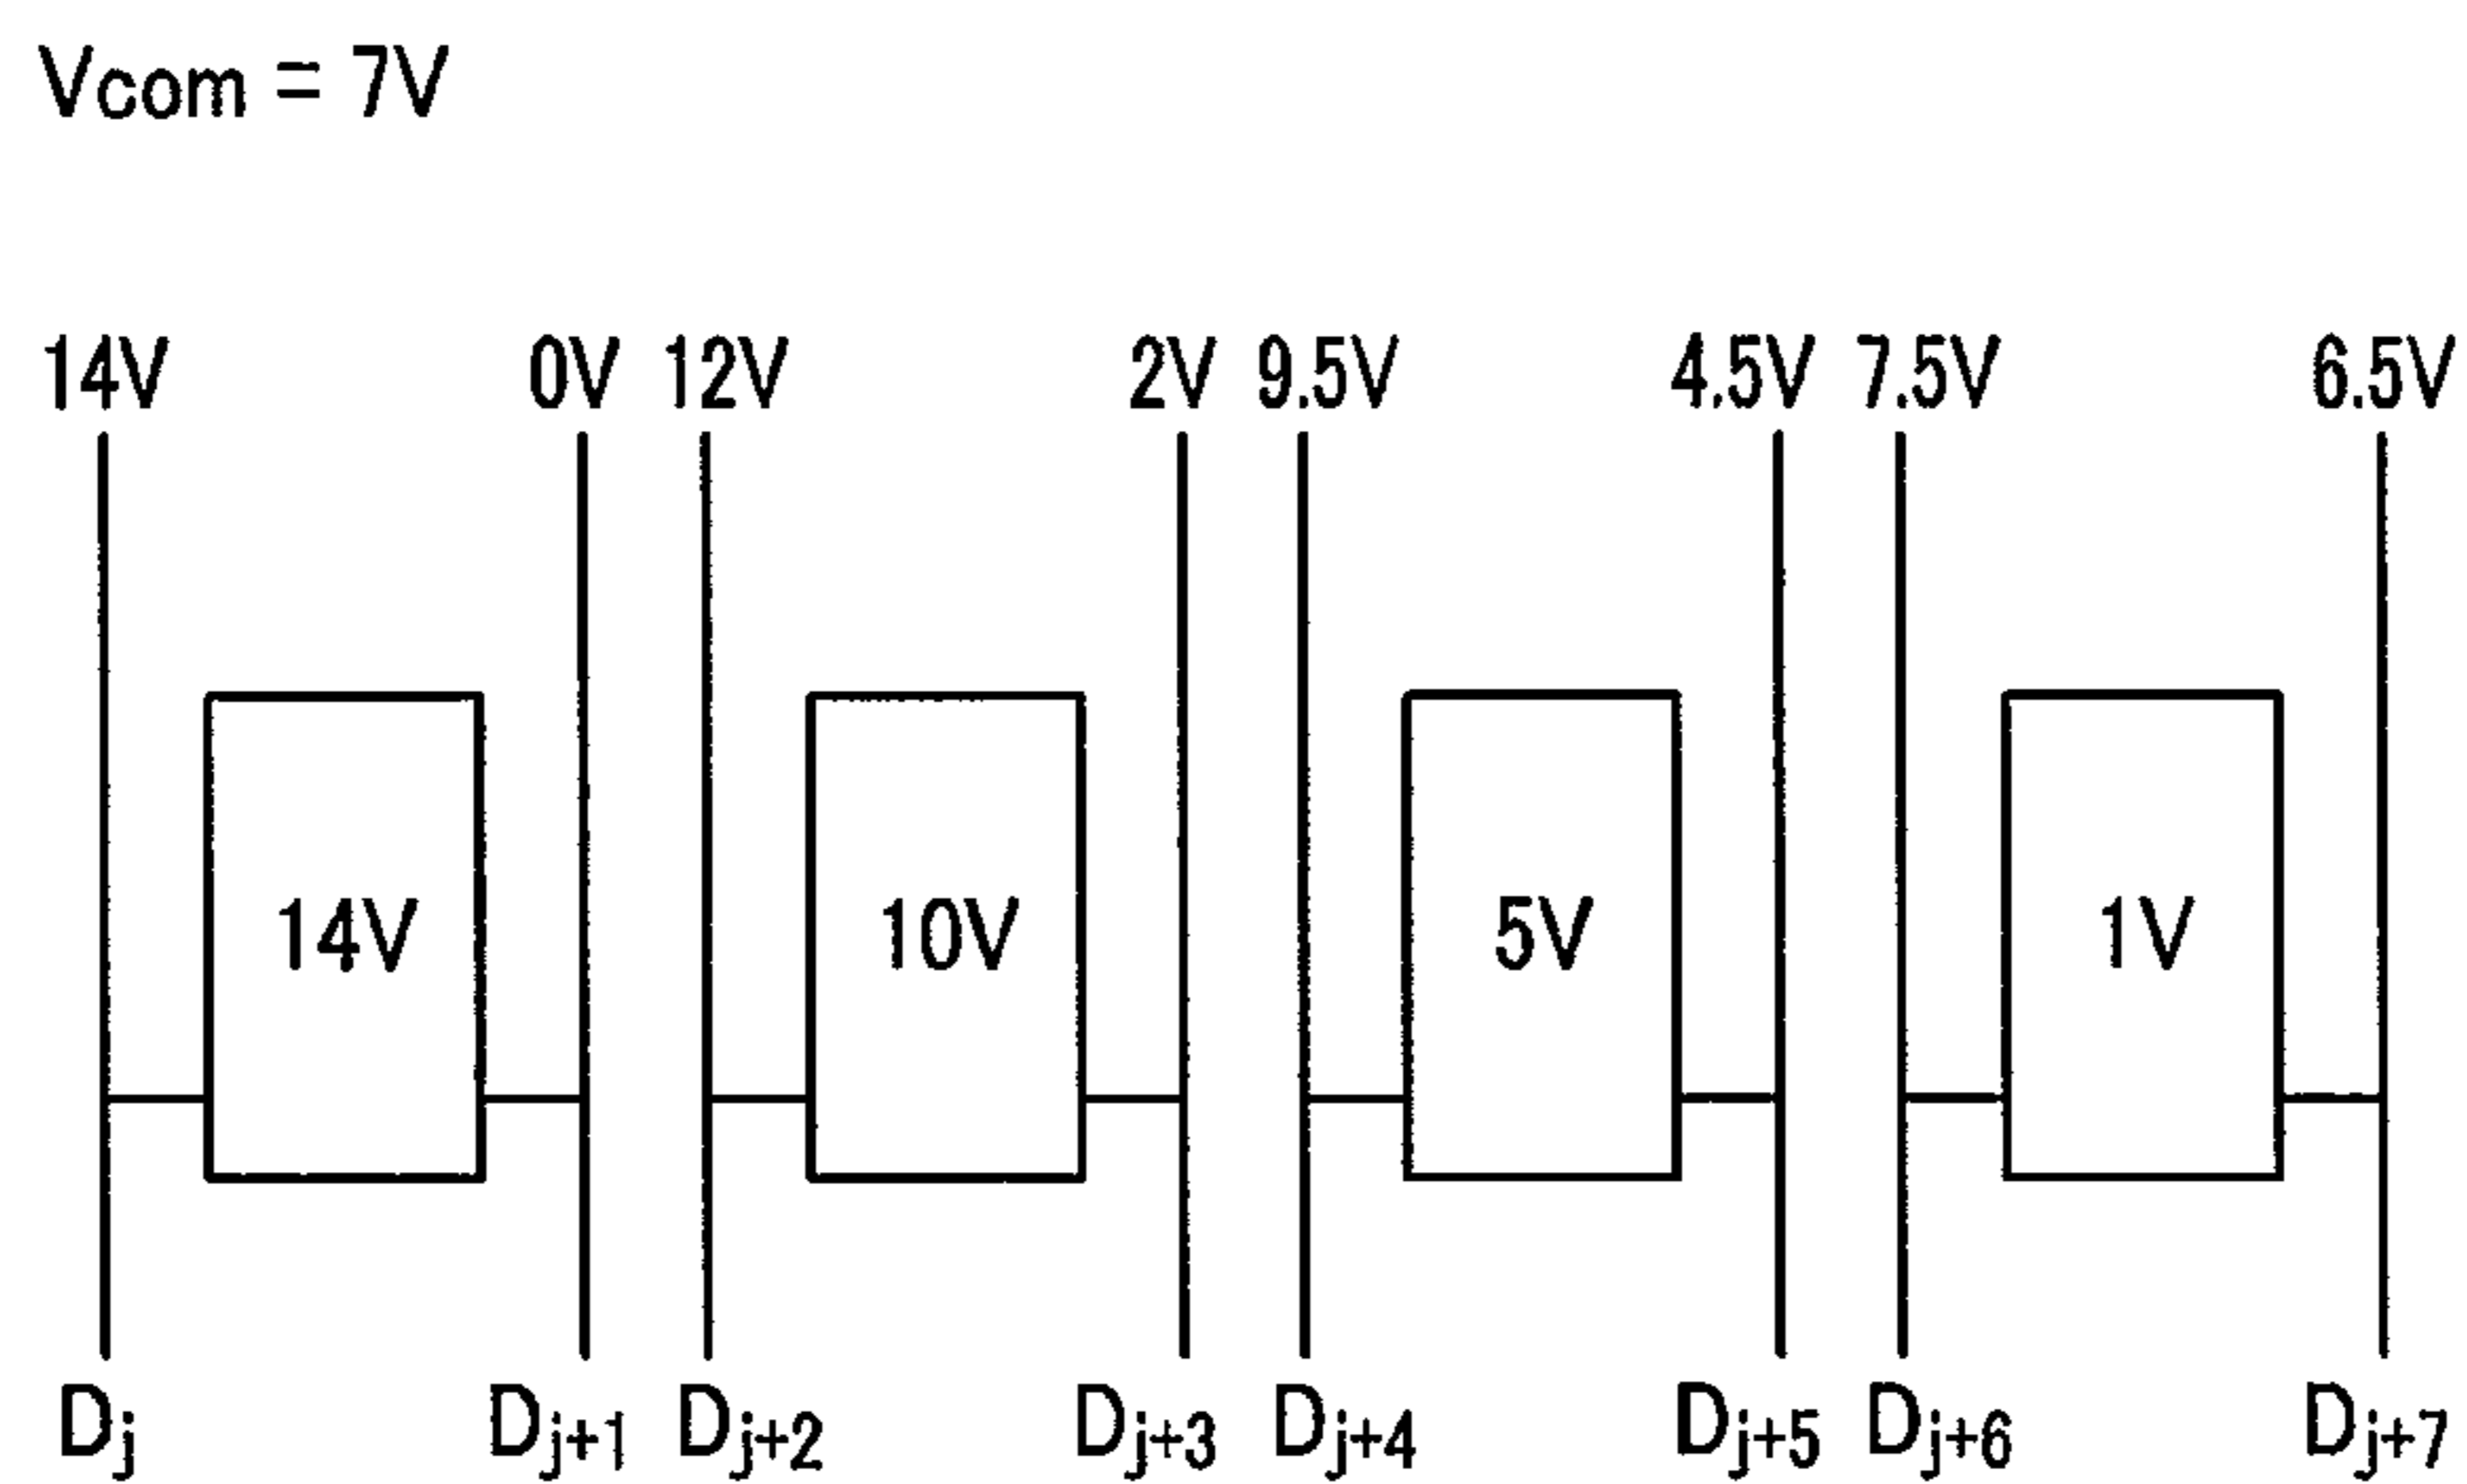 Vcom = 7V
14V 0V 12V 2V 9.5V 4.5V 7.5V 6.5V
14V 10V 5V 1V
Dj Dj+1 Dj+2 Dj+3 Dj+4 Dj+5 Dj+6 Dj+7